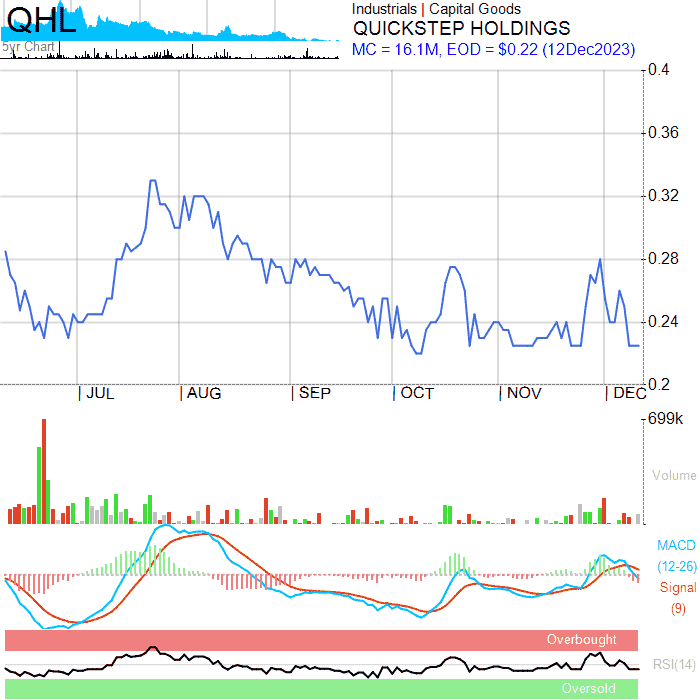 QHL
5yr Chart
Industrials | Capital Goods
QUICKSTEP HOLDINGS
MC = 16.1M, EOD = $0.22 (12Dec2023)
0.4
0.36
0.32
0.28
0.24
0.2
JUL AUG SEP OCT NOV DEC
699k
Volume
MACD
(12-26)
Signal
(9)
Overbought
RSI(14)
Oversold